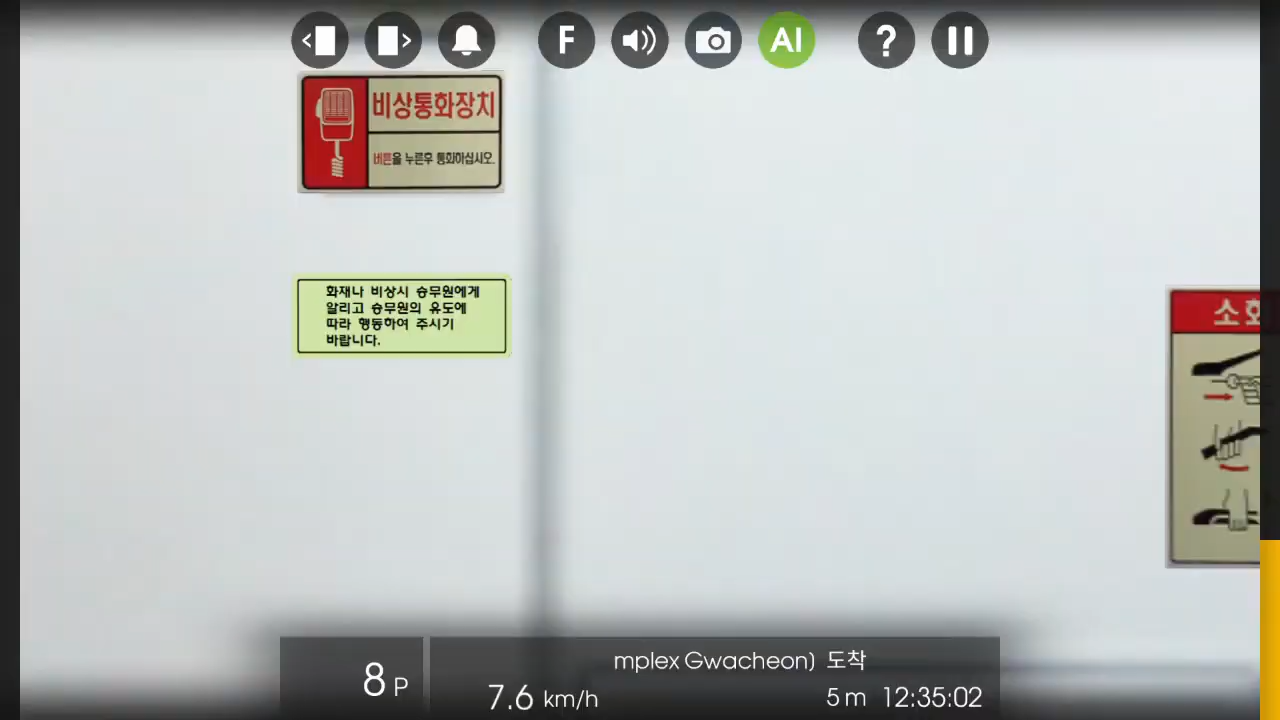 F
AI
?
비상통화장치
버튼을 누른후 통화하십시오.
화재나 비상시 승무원에게
알리고 승무원의 유도에
따라 행동하여 주시기
바랍니다.
소화
8 P
mplex Gwacheon) 도착
7.6 km/h
5 m 12:35:02